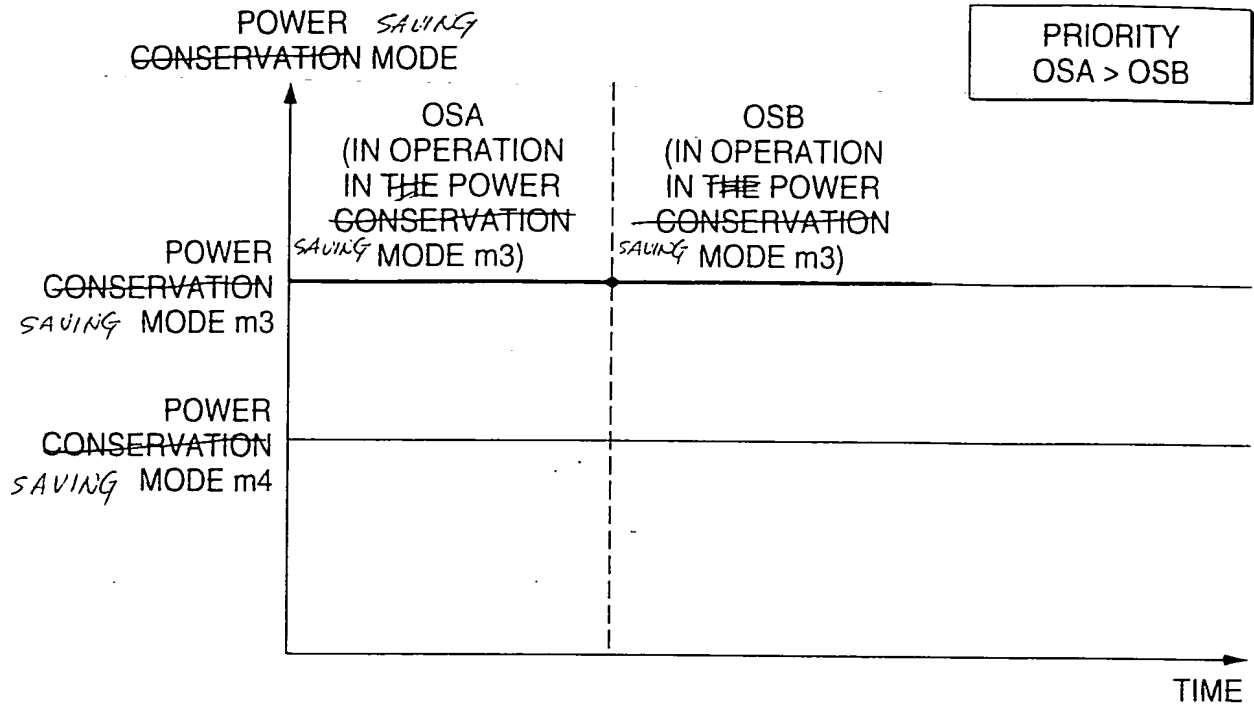 POWER SAVING
CONSERVATION MODE
PRIORITY
OSA > OSB
OSA
(IN OPERATION
IN THE POWER
CONSERVATION
SAVING MODE m3)
OSB
(IN OPERATION
IN THE POWER
CONSERVATION
SAVING MODE m3)
POWER
CONSERVATION
SAVING MODE m3
POWER
CONSERVATION
SAVING MODE m4
TIME